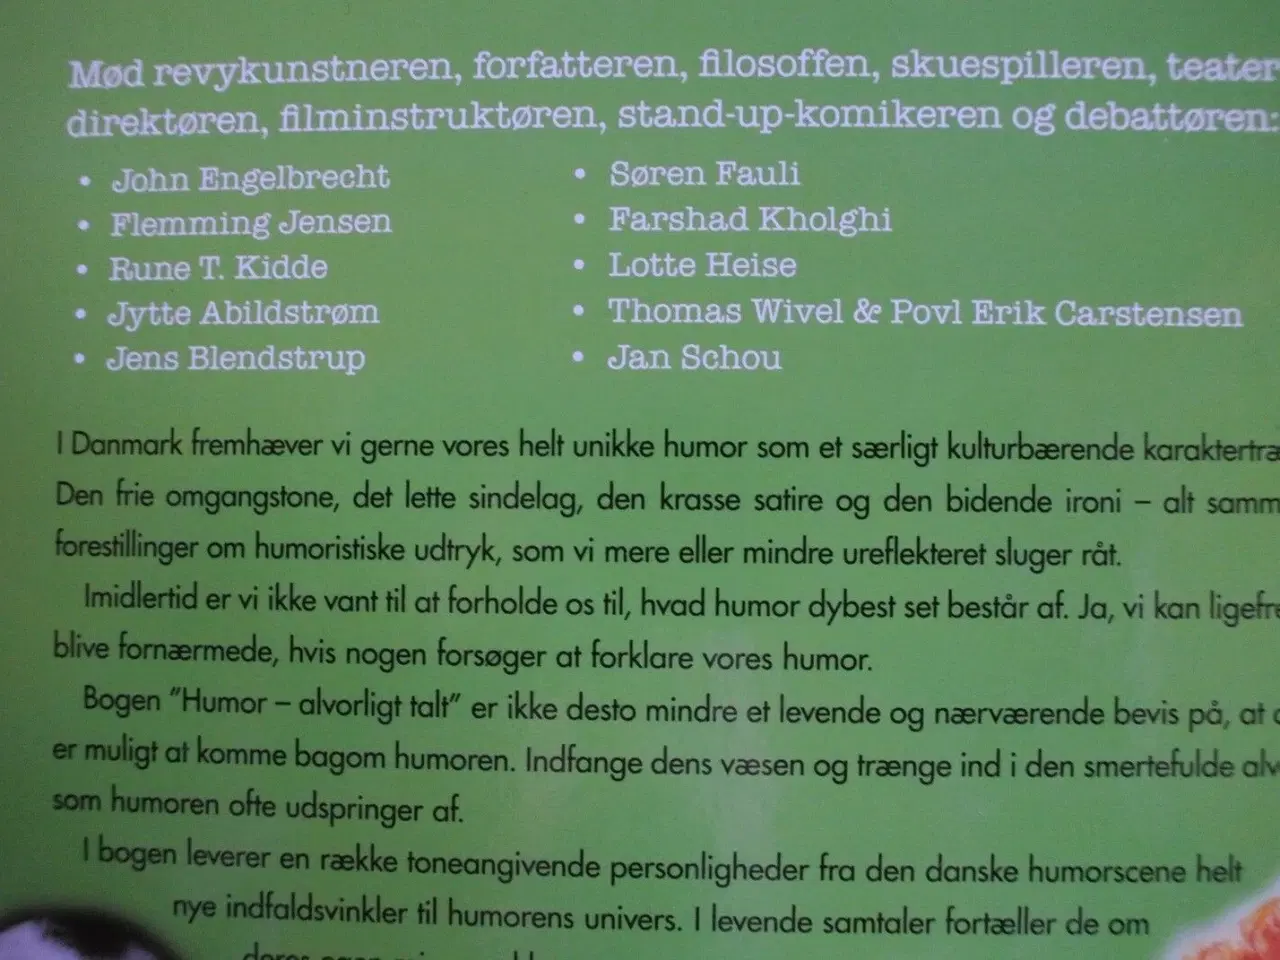 Mød revykunstneren, forfatteren, filosoffen, skuespilleren, teater
direktøren, filminstruktøren, stand-up-komikeren og debattøren:
• John Engelbrecht
• Flemming Jensen
• Rune T. Kidde
• Jytte Abildstrøm
• Jens Blendstrup
• Søren Fauli
• Farshad Kholghi
• Lotte Heise
• Thomas Wivel & Povl Erik Carstensen
• Jan Schou
I Danmark fremhæver vi gerne vores helt unikke humor som et særligt kulturbærende karaktertræ
Den frie omgangstone, det lette sindelag, den krasse satire og den bidende ironi – alt samm
forestillinger om humoristiske udtryk, som vi mere eller mindre ureflekteret sluger råt.
Imidlertid er vi ikke vant til at forholde os til, hvad humor dybest set består af. Ja, vi kan ligefre
blive fornærmede, hvis nogen forsøger at forklare vores humor.
Bogen "Humor – alvorligt talt" er ikke desto mindre et levende og nærværende bevis på, at
er muligt at komme bagom humoren. Indfange dens væsen og trænge ind i den smertefulde alv
som humoren ofte udspringer af.
I bogen leverer en række toneangivende personligheder fra den danske humorscene helt
nye indfaldsvinkler til humorens univers. I levende samtaler fortæller de om